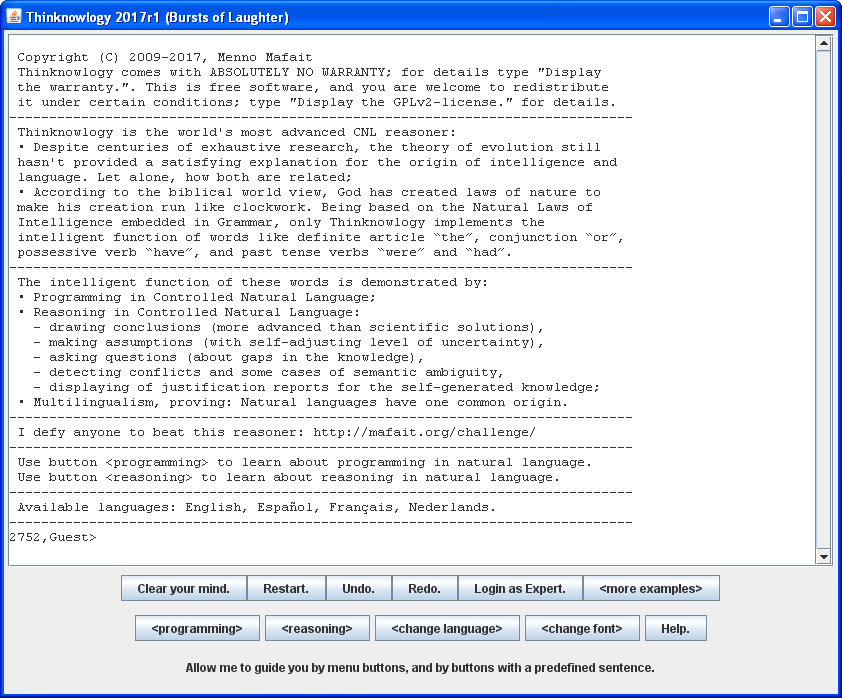 Thinknowlogy 2017r1 (Bursts of Laughter)
Copyright (C) 2009-2017, Menno Mafait
Thinknowlogy comes with ABSOLUTELY NO WARRANTY; for details type "Display
the warranty.". This is free software, and you are welcome to redistribute
it under certain conditions; type "Display the GPLv2-license." for details.
------------------------------------------------------------------------------
Thinknowlogy is the world's most advanced CNL reasoner:
• Despite centuries of exhaustive research, the theory of evolution still
hasn't provided a satisfying explanation for the origin of intelligence and
language. Let alone, how both are related;
• According to the biblical world view, God has created laws of nature to
make his creation run like clockwork. Being based on the Natural Laws of
Intelligence embedded in Grammar, only Thinknowlogy implements the
intelligent function of words like definite article “the”, conjunction “or”,
possessive verb “have”, and past tense verbs “were” and “had”.
------------------------------------------------------------------------------
The intelligent function of these words is demonstrated by:
• Programming in Controlled Natural Language;
• Reasoning in Controlled Natural Language:
- drawing conclusions (more advanced than scientific solutions),
- making assumptions (with self-adjusting level of uncertainty),
- asking questions (about gaps in the knowledge),
- detecting conflicts and some cases of semantic ambiguity,
- displaying of justification reports for the self-generated knowledge;
• Multilingualism, proving: Natural languages have one common origin.
------------------------------------------------------------------------------
I defy anyone to beat this reasoner: http://mafait.org/challenge/
------------------------------------------------------------------------------
Use button <programming> to learn about programming in natural language.
Use button <reasoning> to learn about reasoning in natural language.
------------------------------------------------------------------------------
Available languages: English, Español, Français, Nederlands.
------------------------------------------------------------------------------
2752,Guest>
Clear your mind. Restart. Undo. Redo. Login as Expert. <more examples>
<programming> <reasoning> <change language> <change font> Help.
Allow me to guide you by menu buttons, and by buttons with a predefined sentence.